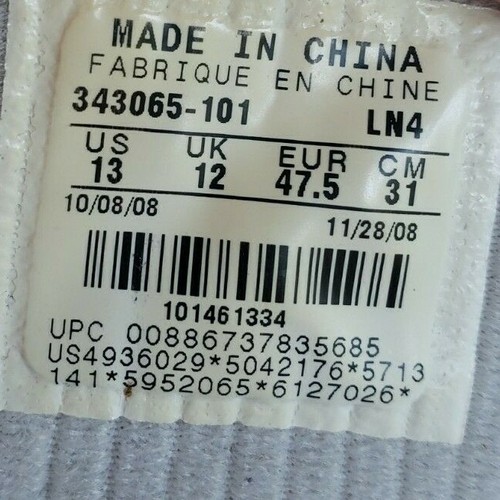 MADE IN CHINA
FABRIQUE EN CHINE
343065-101 LN4
US UK EUR CM
13 12 47.5 31
10/08/08 11/28/08
101461334
UPC 00886737835685
US4936029*5042176*5713
141*5952065*6127026*